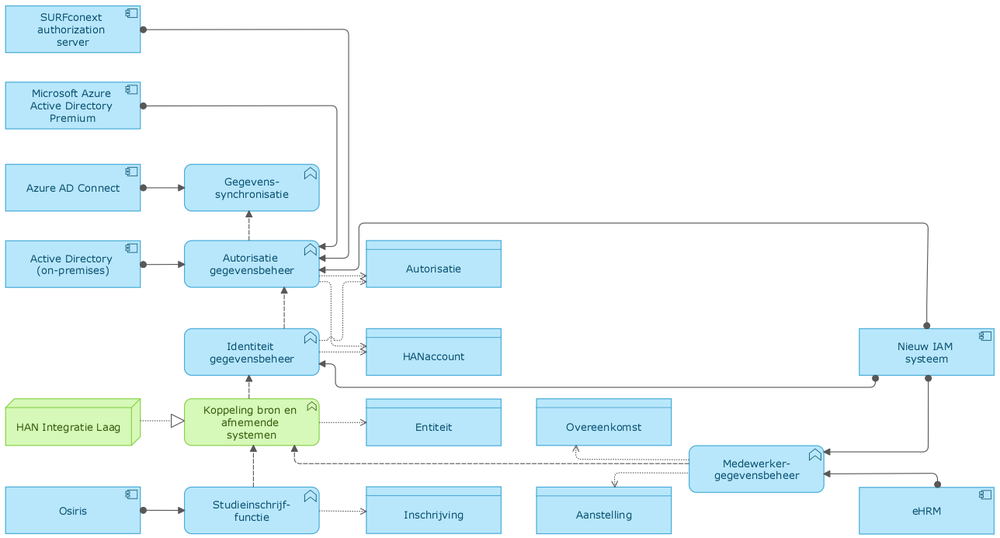 SURFconext
authorization
server
Microsoft Azure
Active Directory
Premium
Azure AD Connect
Gegevens-
synchronisatie
Active Directory
(on-premises)
Autorisatie
gegevensbeheer
Autorisatie
Identiteit
gegevensbeheer
HANaccount
Nieuw IAM
systeem
HAN Integratie Laag
Koppeling bron en
afnemende
systemen
Entiteit
Overeenkomst
Medewerker-
gegevensbeheer
Osiris
Studieinschrijf-
functie
Inschrijving
Aanstelling
eHRM